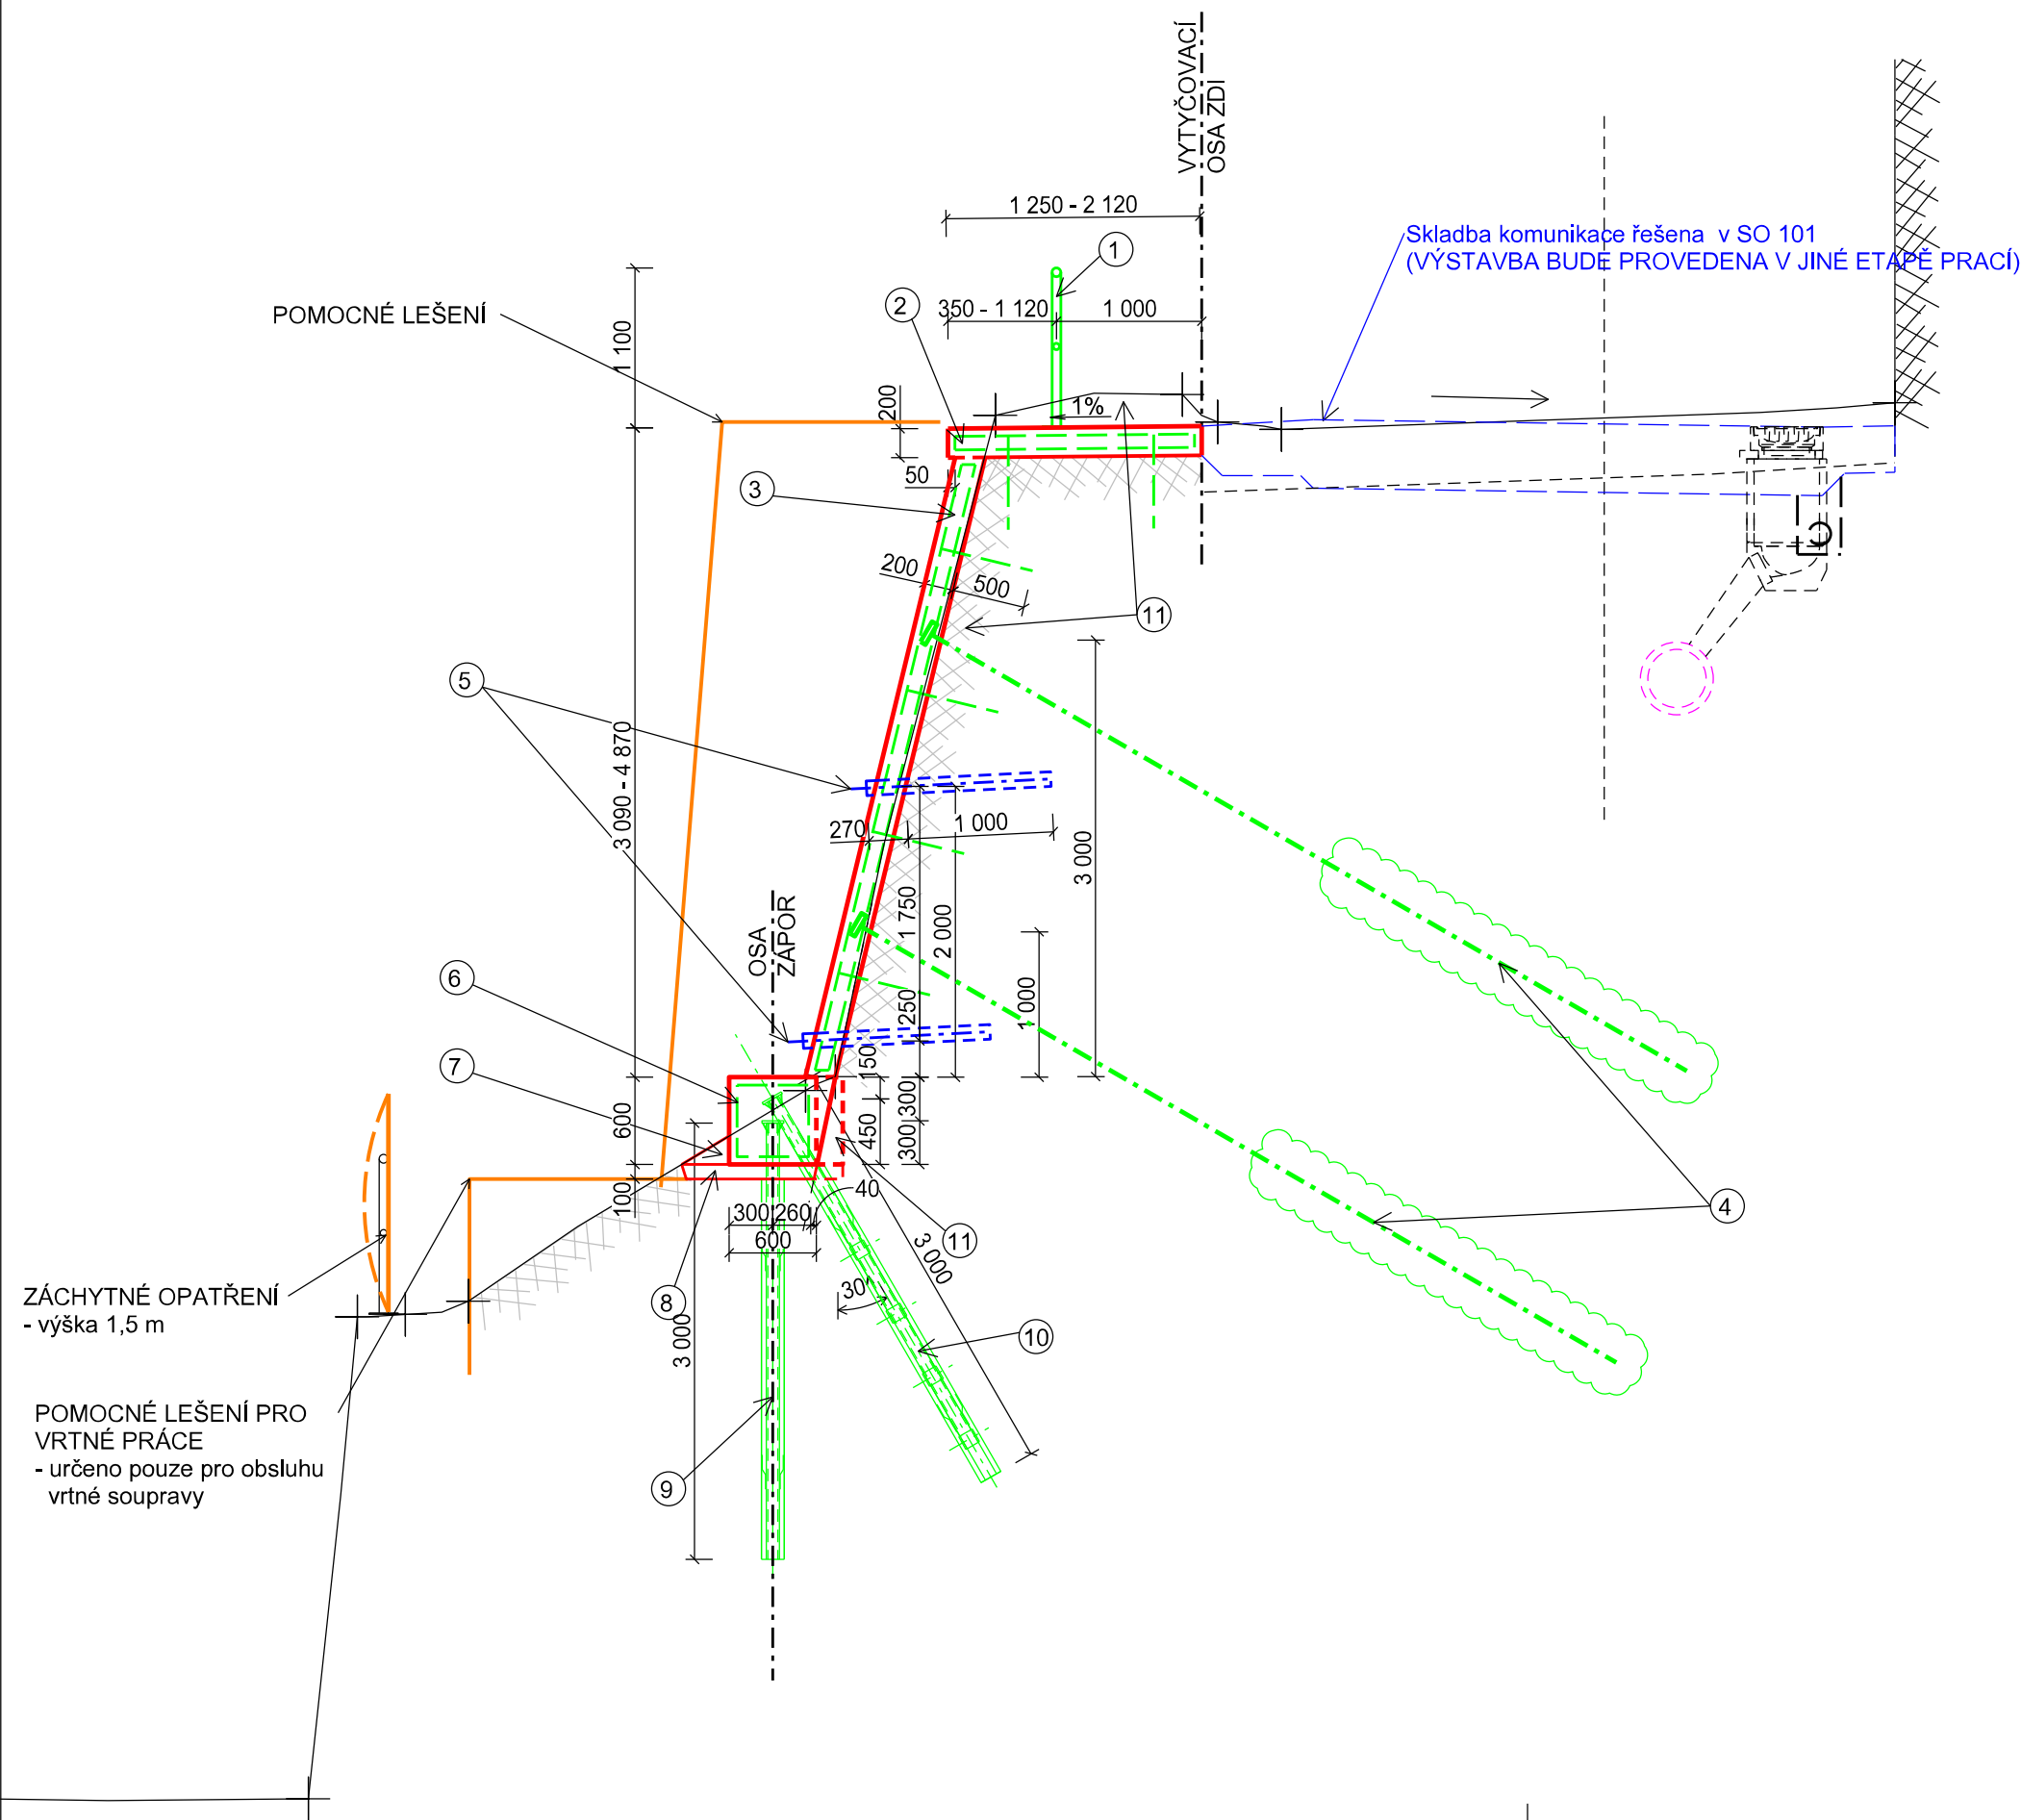 VYTYČOVACÍ
OSA ZDÍ
1 250 - 2 120
Skladba komunikace řešena v SO 101
(VÝSTAVBA BUDE PROVEDENA V JINÉ ETAPĚ PRACÍ)
1
2
350 - 1 120
1 000
POMOCNÉ LEŠENÍ
1 100
200
1%
50
3
200
500
11
5
3 090 - 4 870
270
1 000
3 000
1 750
2 000
OSA
ZÁPOR
6
250
1 000
7
150
600
300
450
300
100
40
4
300
260
600
11
3 000
30°
ZÁCHYTNÉ OPATŘENÍ
- výška 1,5 m
8
3 000
10
POMOCNÉ LEŠENÍ PRO
VRTNÉ PRÁCE
- určeno pouze pro obsluhu
vrtné soupravy
9